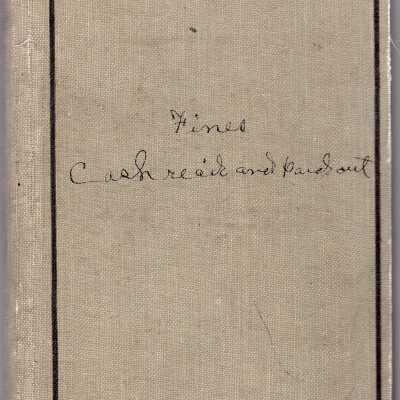 Fines
Cash rec'd and paid out